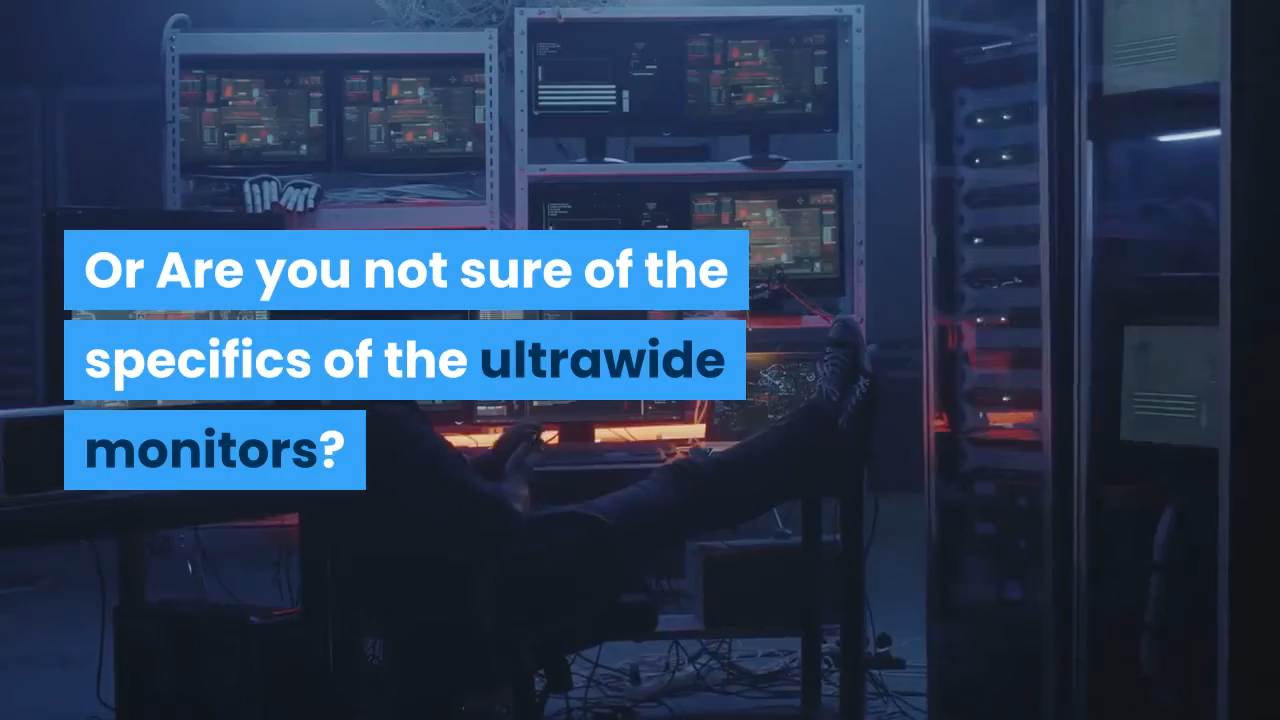 Or Are you not sure of the
specifics of the ultrawide
monitors?